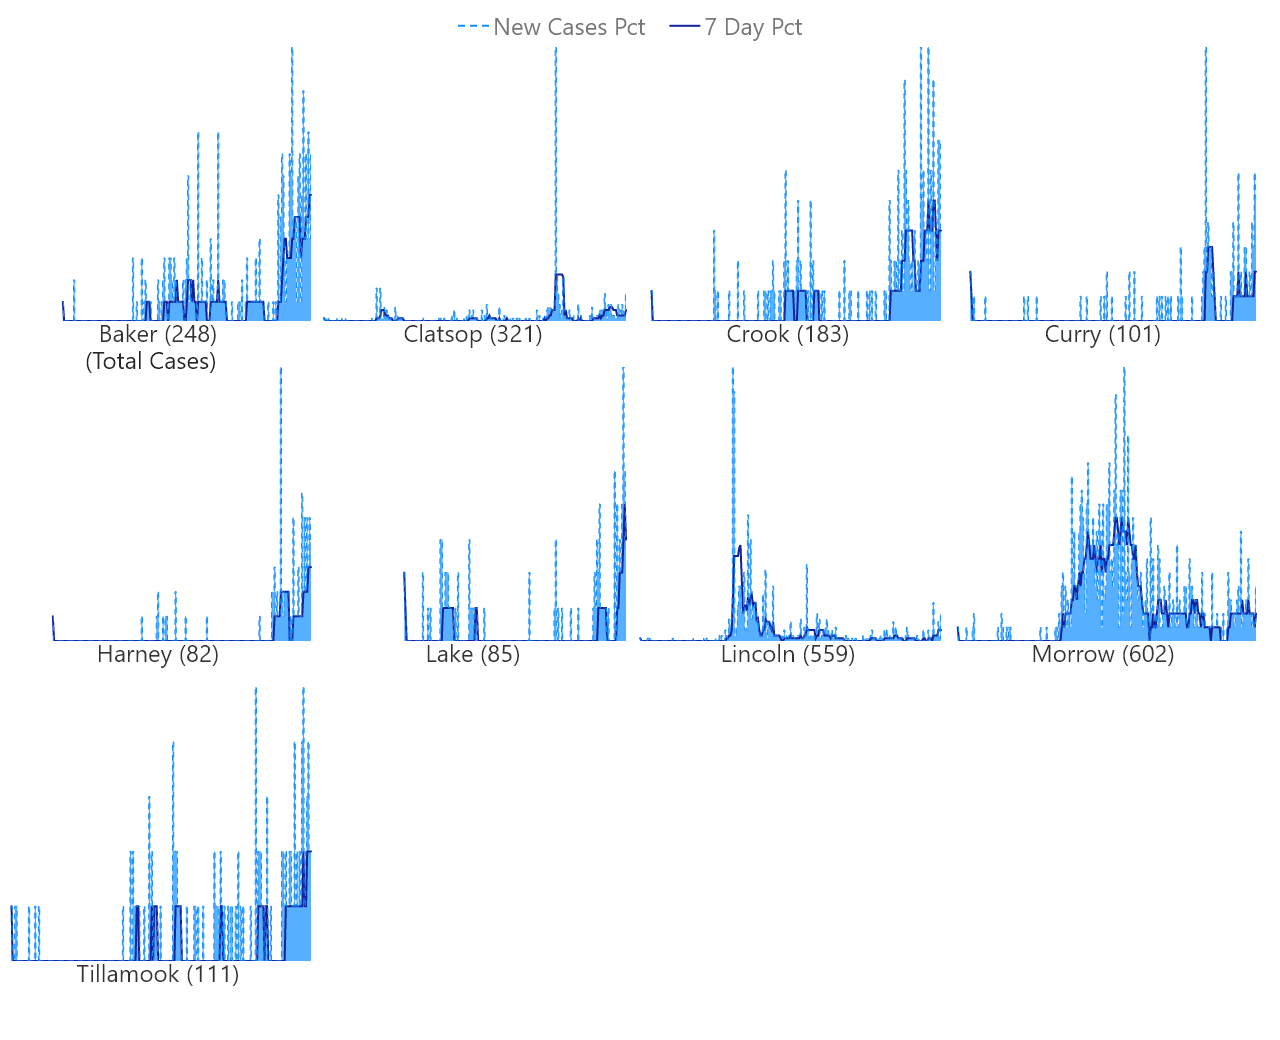 New Cases Pct 7 Day Pct
Baker (248) Clatsop (321) Crook (183) Curry (101)
(Total Cases)
Harney (82) Lake (85) Lincoln (559) Morrow (602)
Tillamook (111)